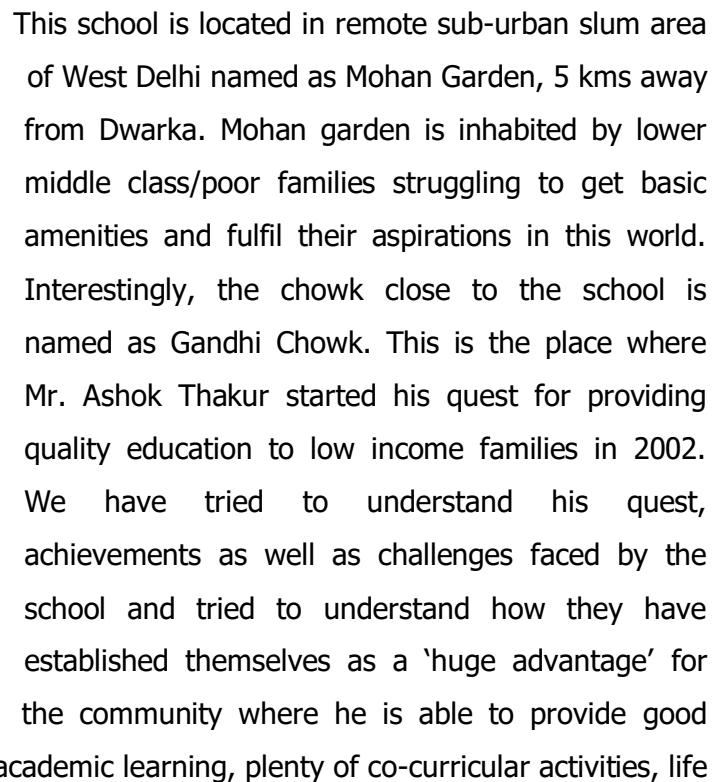 This school is located in remote sub-urban slum area
of West Delhi named as Mohan Garden, 5 kms away
from Dwarka. Mohan garden is inhabited by lower
middle class/poor families struggling to get basic
amenities and fulfil their aspirations in this world.
Interestingly, the chowk close to the school is
named as Gandhi Chowk. This is the place where
Mr. Ashok Thakur started his quest for providing
quality education to low income families in 2002.
We have tried to understand his quest,
achievements as well as challenges faced by the
school and tried to understand how they have
established themselves as a ‘huge advantage’ for
the community where he is able to provide good
academic learning, plenty of co-curricular activities, life